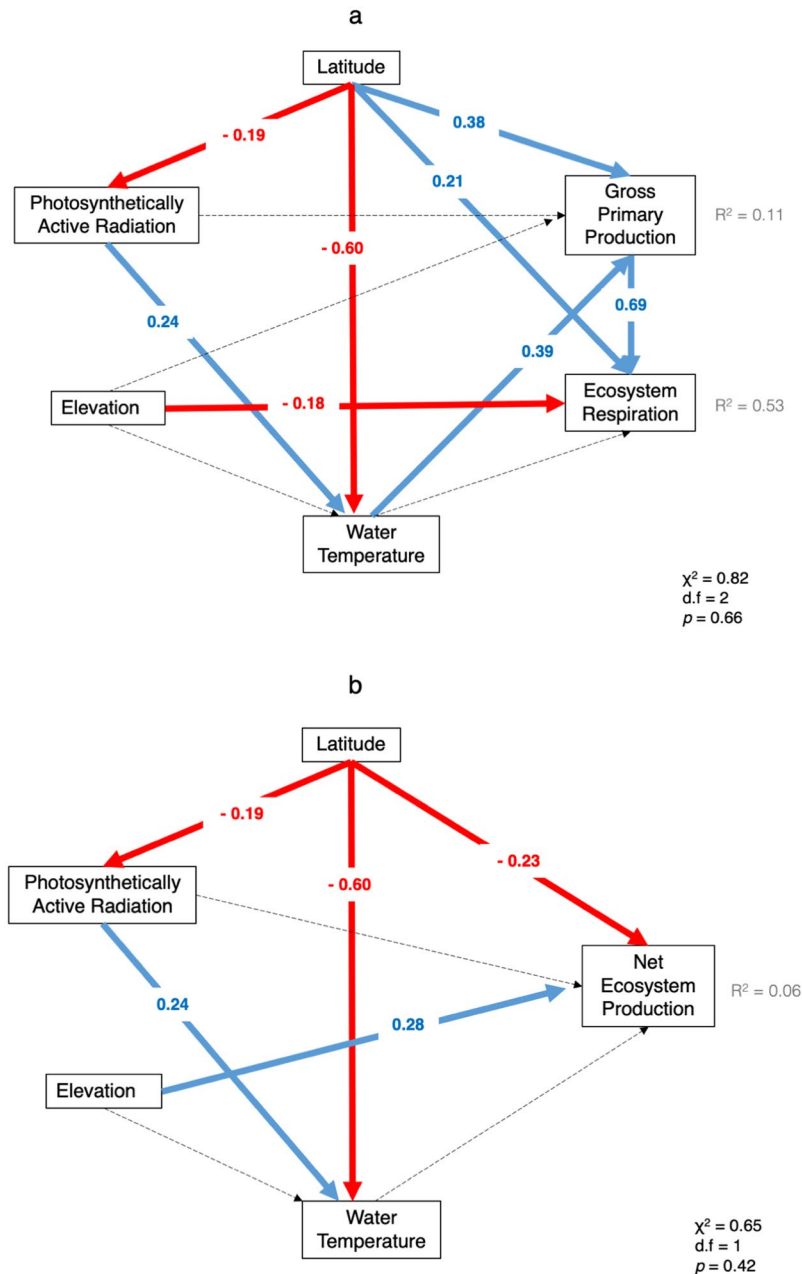 a
Latitude
- 0.19
0.38
0.21
Photosynthetically
Active Radiation
Gross
Primary
Production
R² = 0.11
- 0.60
0.24
0.69
0.39
Elevation
- 0.18
Ecosystem
Respiration
R² = 0.53
Water
Temperature
χ² = 0.82
d.f = 2
p = 0.66
b
Latitude
- 0.19
- 0.23
Photosynthetically
Active Radiation
- 0.60
Net
Ecosystem
Production
R² = 0.06
0.24
0.28
Elevation
Water
Temperature
χ² = 0.65
d.f = 1
p = 0.42